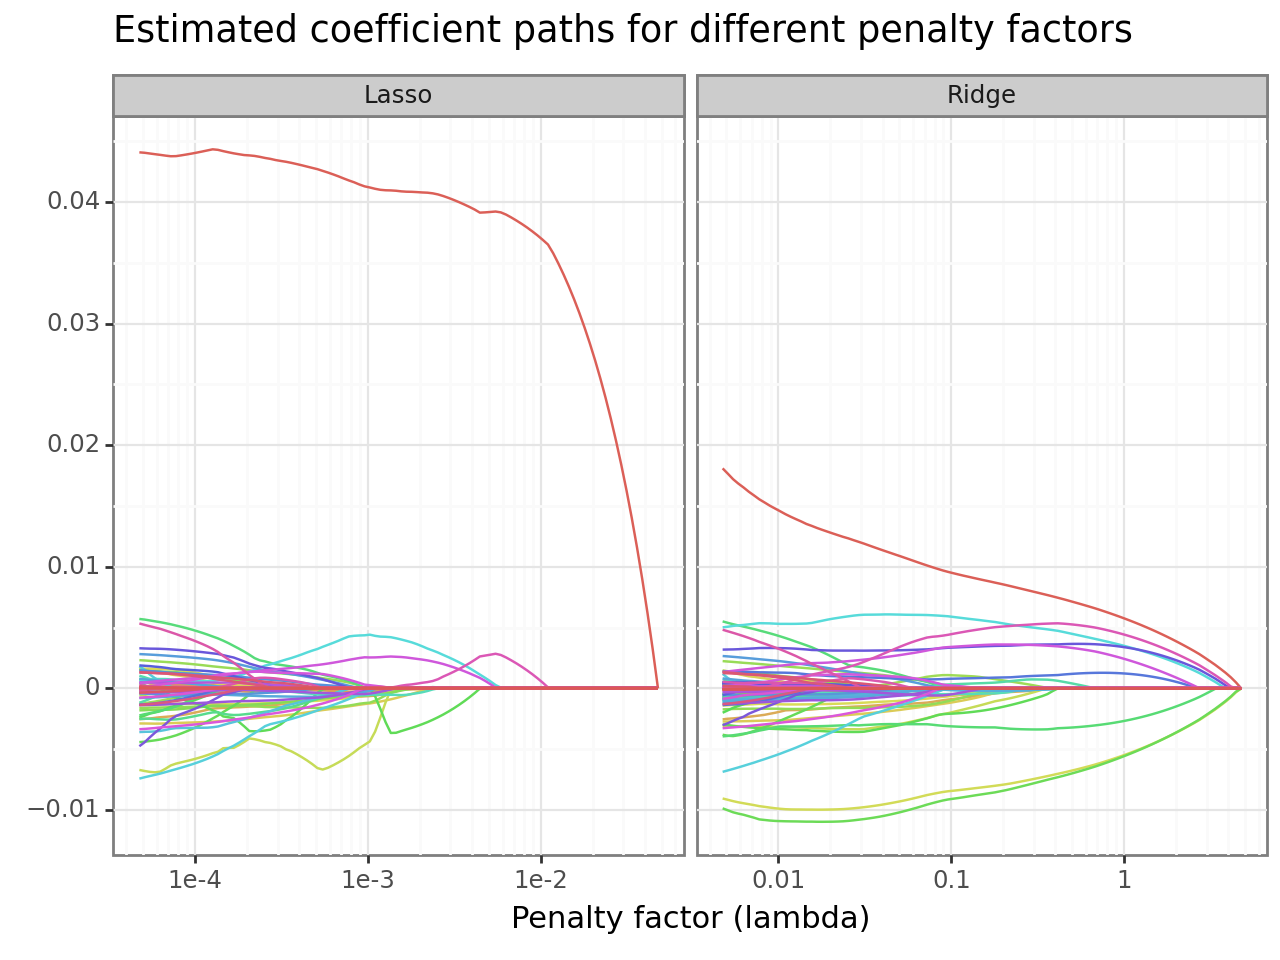 Estimated coefficient paths for different penalty factors
Lasso
Ridge
0.04
0.03
0.02
0.01
0
−0.01
1e-4
1e-3
1e-2
0.01
0.1
1
Penalty factor (lambda)